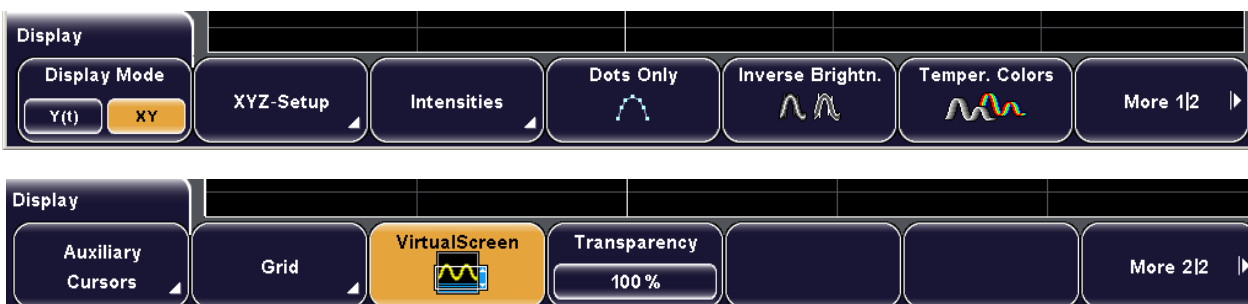 Display
Display Mode
Y(t) XY
XYZ-Setup
Intensities
Dots Only
Inverse Brightn.
Temper. Colors
More 1|2
Display
Auxiliary
Cursors
Grid
VirtualScreen
Transparency
100 %
More 2|2